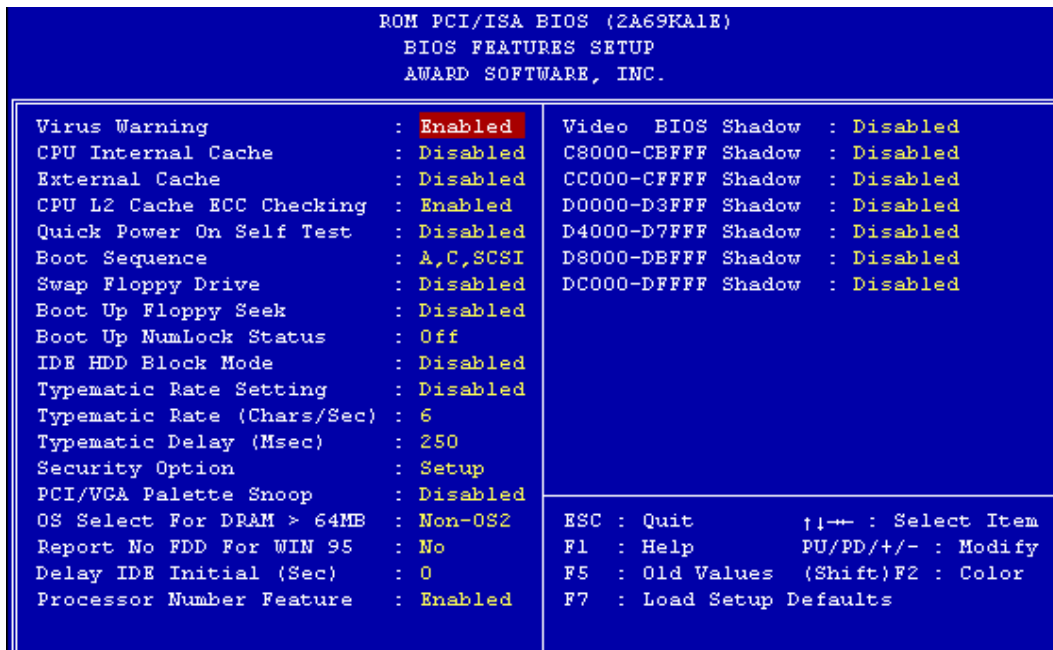 ROM PCI/ISA BIOS (2A69KA1E)
BIOS FEATURES SETUP
AWARD SOFTWARE, INC.
Virus Warning : Enabled
CPU Internal Cache : Disabled
External Cache : Disabled
CPU L2 Cache ECC Checking : Enabled
Quick Power On Self Test : Disabled
Boot Sequence : A,C,SCSI
Swap Floppy Drive : Disabled
Boot Up Floppy Seek : Disabled
Boot Up NumLock Status : Off
IDE HDD Block Mode : Disabled
Typematic Rate Setting : Disabled
Typematic Rate (Chars/Sec) : 6
Typematic Delay (Msec) : 250
Security Option : Setup
PCI/VGA Palette Snoop : Disabled
OS Select For DRAM > 64MB : Non-OS2
Report No FDD For WIN 95 : No
Delay IDE Initial (Sec) : 0
Processor Number Feature : Enabled
Video BIOS Shadow : Disabled
C8000-CBFFF Shadow : Disabled
CC000-CFFFF Shadow : Disabled
D0000-D3FFF Shadow : Disabled
D4000-D7FFF Shadow : Disabled
D8000-DBFFF Shadow : Disabled
DC000-DFFFF Shadow : Disabled
ESC : Quit ↑↓→← : Select Item
F1 : Help PU/PD/+/- : Modify
F5 : Old Values (Shift)F2 : Color
F7 : Load Setup Defaults